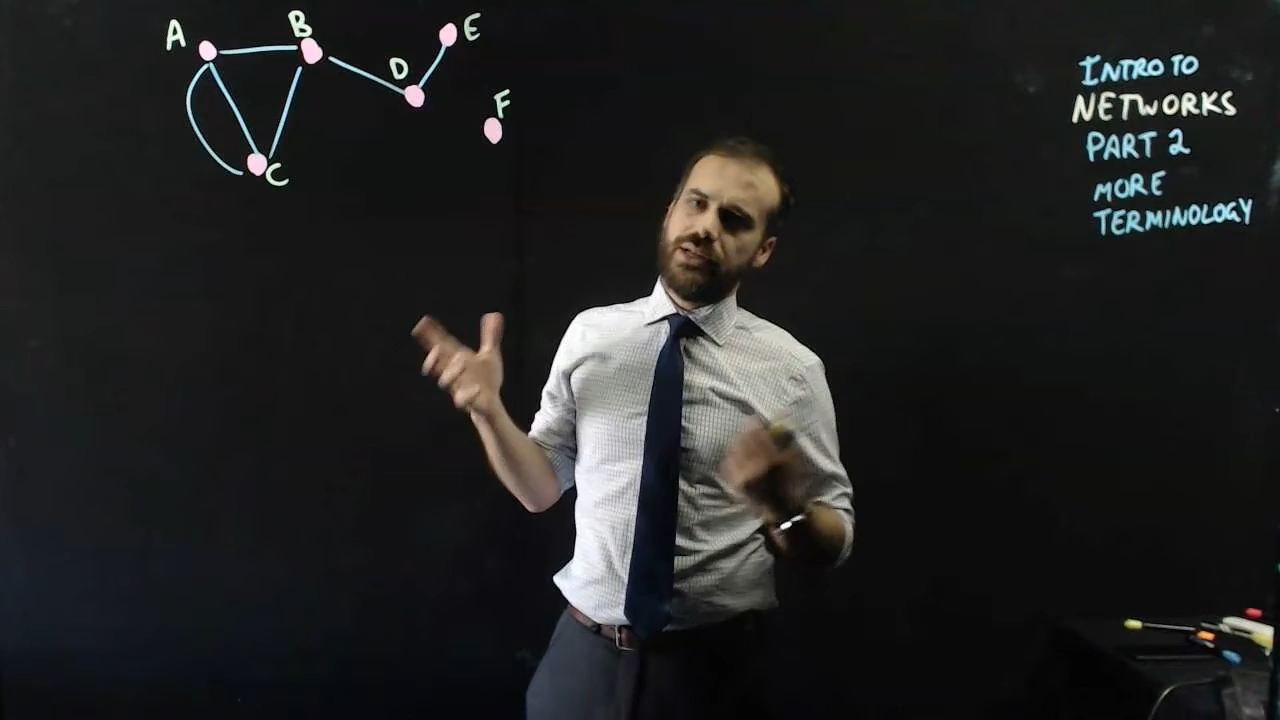 A
B
E
D
F
C
INTRO TO
NETWORKS
PART 2
MORE
TERMINOLOGY